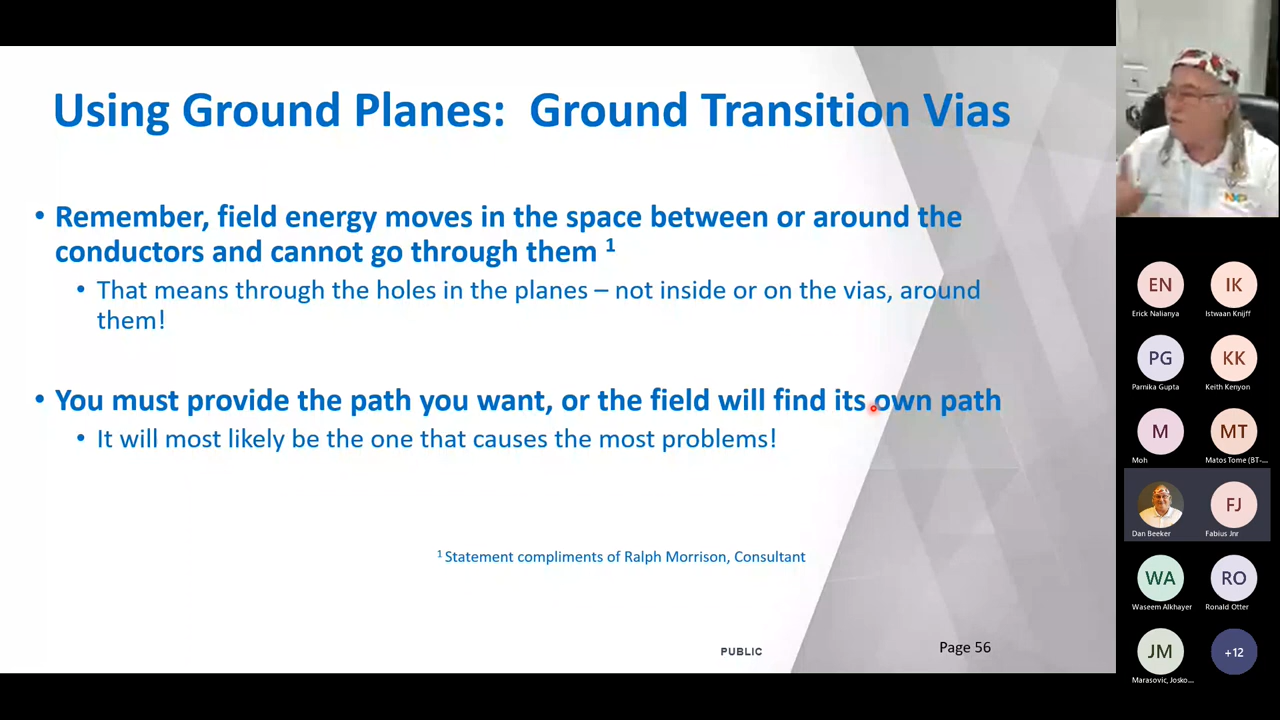 Using Ground Planes:  Ground Transition Vias
• Remember, field energy moves in the space between or around the
conductors and cannot go through them ¹
• That means through the holes in the planes – not inside or on the vias, around
them!
• You must provide the path you want, or the field will find its own path
• It will most likely be the one that causes the most problems!
¹ Statement compliments of Ralph Morrison, Consultant
PUBLIC
Page 56
NXP
EN
IK
Erick Nalianya
Istwaan Knijff
PG
KK
Parnika Gupta
Keith Kenyon
M
MT
Moh
Matos Tome (BT-...
FJ
Dan Beeker
Fabius Jnr
WA
RO
Waseem Alkhayer
Ronald Otter
JM
+12
Marasovic, Josko...